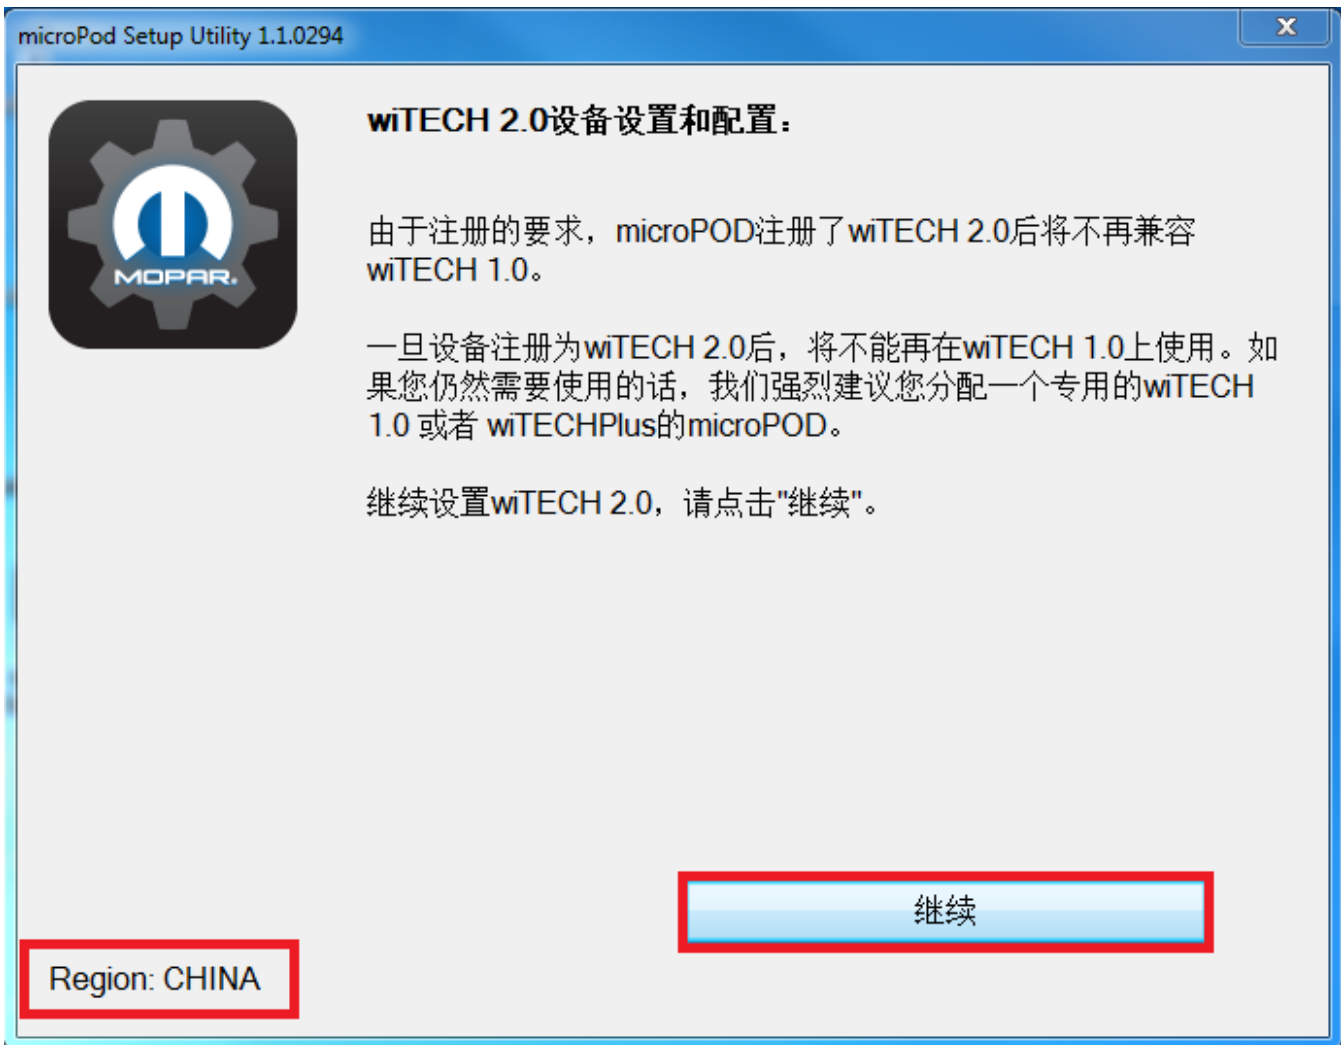 microPod Setup Utility 1.1.0294
wiTECH 2.0设备设置和配置：
MOPAR.
由于注册的要求，microPOD注册了wiTECH 2.0后将不再兼容
wiTECH 1.0。
一旦设备注册为wiTECH 2.0后，将不能再在wiTECH 1.0上使用。如
果您仍然需要使用的话，我们强烈建议您分配一个专用的wiTECH
1.0 或者 wiTECHPlus的microPOD。
继续设置wiTECH 2.0，请点击"继续"。
继续
Region: CHINA